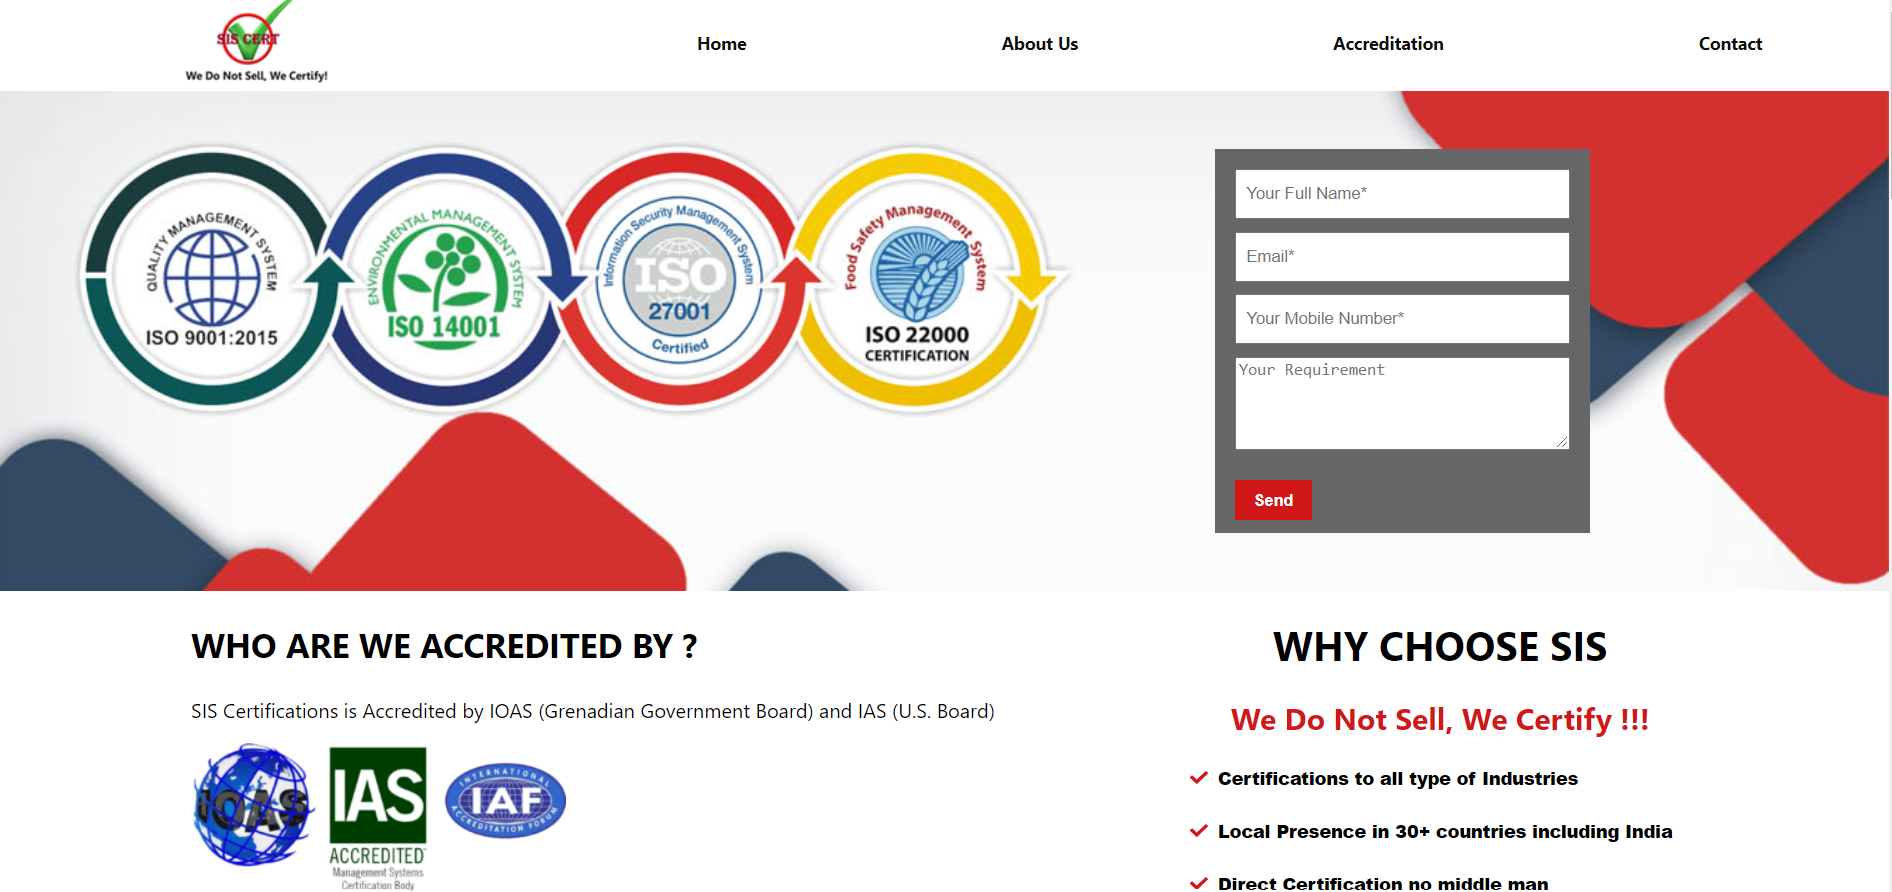 SIS CERT
We Do Not Sell, We Certify!
Home
About Us
Accreditation
Contact
QUALITY MANAGEMENT SYSTEM
ISO 9001:2015
ENVIRONMENTAL MANAGEMENT SYSTEM
ISO 14001
Information Security Management System
ISO
27001
Certified
Food Safety Management System
ISO 22000
CERTIFICATION
Your Full Name*
Email*
Your Mobile Number*
Your Requirement
Send
WHO ARE WE ACCREDITED BY ?
SIS Certifications is Accredited by IOAS (Grenadian Government Board) and IAS (U.S. Board)
IOAS
IAS
ACCREDITED
Management Systems
Certification Body
INTERNATIONAL
IAF
ACCREDITATION FORUM
WHY CHOOSE SIS
We Do Not Sell, We Certify !!!
Certifications to all type of Industries
Local Presence in 30+ countries including India
Direct Certification no middle man